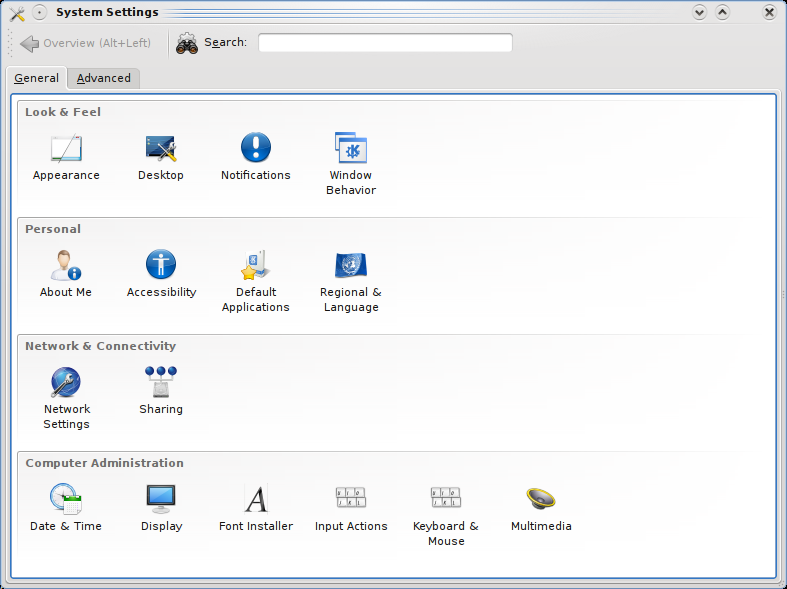 System Settings
Overview (Alt+Left) Search:
General Advanced
Look & Feel
Appearance Desktop Notifications Window
Behavior
Personal
About Me Accessibility Default Regional &
Applications Language
Network & Connectivity
Network Sharing
Settings
Computer Administration
Date & Time Display Font Installer Input Actions Keyboard & Multimedia
Mouse